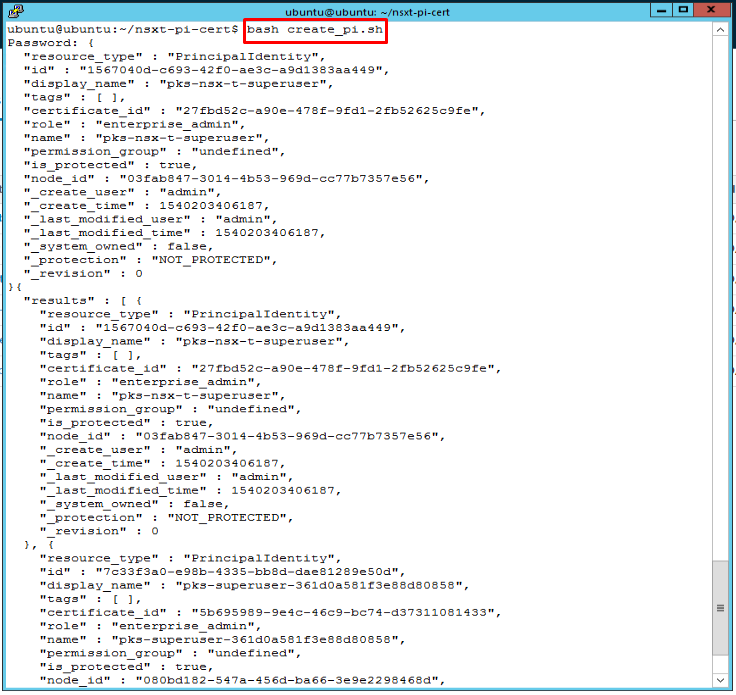 ubuntu@ubuntu: ~/nsxt-pi-cert
ubuntu@ubuntu:~/nsxt-pi-cert$ bash create_pi.sh
Password: {
  "resource_type" : "PrincipalIdentity",
  "id" : "1567040d-c693-42f0-ae3c-a9d1383aa449",
  "display_name" : "pks-nsx-t-superuser",
  "tags" : [ ],
  "certificate_id" : "27fbd52c-a90e-478f-9fd1-2fb52625c9fe",
  "role" : "enterprise_admin",
  "name" : "pks-nsx-t-superuser",
  "permission_group" : "undefined",
  "is_protected" : true,
  "node_id" : "03fab847-3014-4b53-969d-cc77b7357e56",
  "_create_user" : "admin",
  "_create_time" : 1540203406187,
  "_last_modified_user" : "admin",
  "_last_modified_time" : 1540203406187,
  "_system_owned" : false,
  "_protection" : "NOT_PROTECTED",
  "_revision" : 0
}{
  "results" : [ {
    "resource_type" : "PrincipalIdentity",
    "id" : "1567040d-c693-42f0-ae3c-a9d1383aa449",
    "display_name" : "pks-nsx-t-superuser",
    "tags" : [ ],
    "certificate_id" : "27fbd52c-a90e-478f-9fd1-2fb52625c9fe",
    "role" : "enterprise_admin",
    "name" : "pks-nsx-t-superuser",
    "permission_group" : "undefined",
    "is_protected" : true,
    "node_id" : "03fab847-3014-4b53-969d-cc77b7357e56",
    "_create_user" : "admin",
    "_create_time" : 1540203406187,
    "_last_modified_user" : "admin",
    "_last_modified_time" : 1540203406187,
    "_system_owned" : false,
    "_protection" : "NOT_PROTECTED",
    "_revision" : 0
  }, {
    "resource_type" : "PrincipalIdentity",
    "id" : "7c33f3a0-e98b-4335-bb8d-dae81289e50d",
    "display_name" : "pks-superuser-361d0a581f3e88d80858",
    "tags" : [ ],
    "certificate_id" : "5b695989-9e4c-46c9-bc74-d37311081433",
    "role" : "enterprise_admin",
    "name" : "pks-superuser-361d0a581f3e88d80858",
    "permission_group" : "undefined",
    "is_protected" : true,
    "node_id" : "080bd182-547a-456d-ba66-3e9e2298468d",